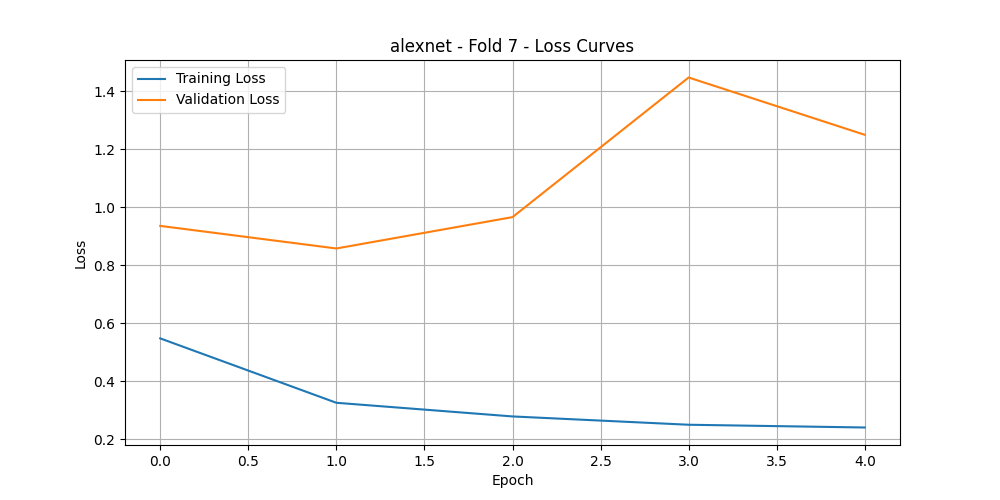 alexnet - Fold 7 - Loss Curves
Training Loss
Validation Loss
1.4
1.2
1.0
0.8
0.6
0.4
0.2
Loss
0.0 0.5 1.0 1.5 2.0 2.5 3.0 3.5 4.0
Epoch